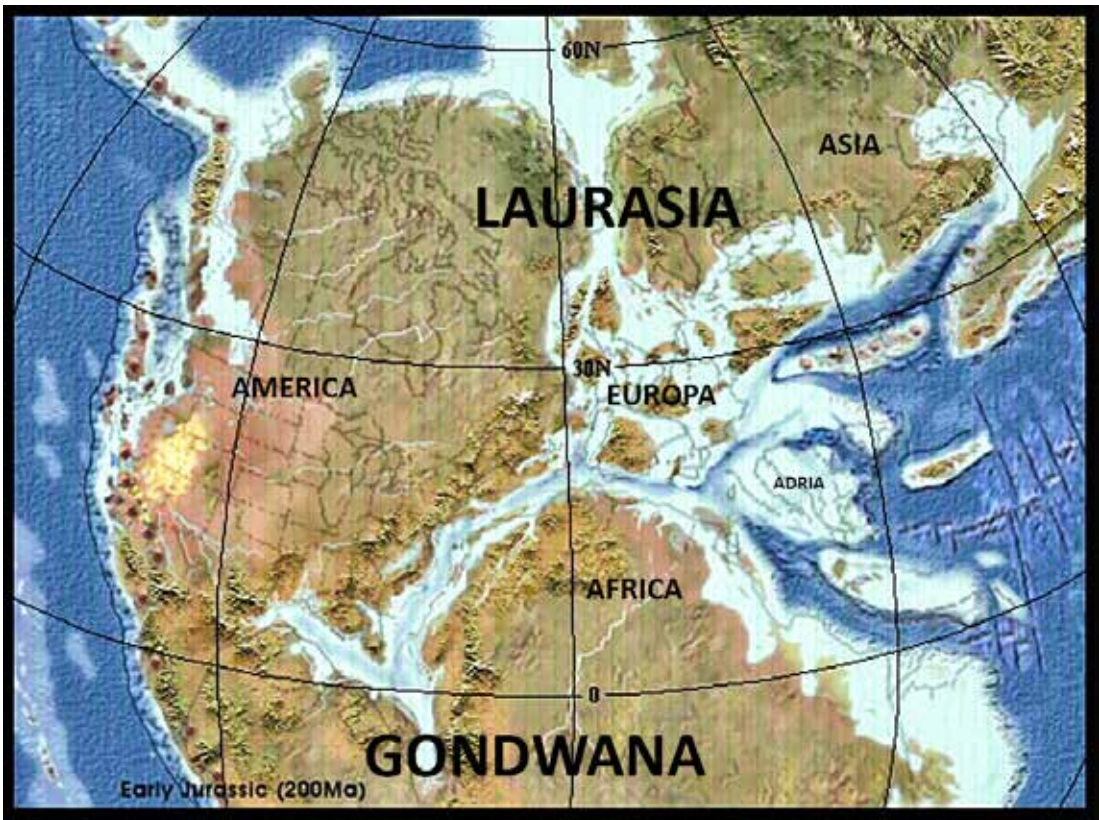 60N
ASIA
LAURASIA
30N
AMERICA
EUROPA
ADRIA
AFRICA
0
GONDWANA
Early Jurassic (200Ma)